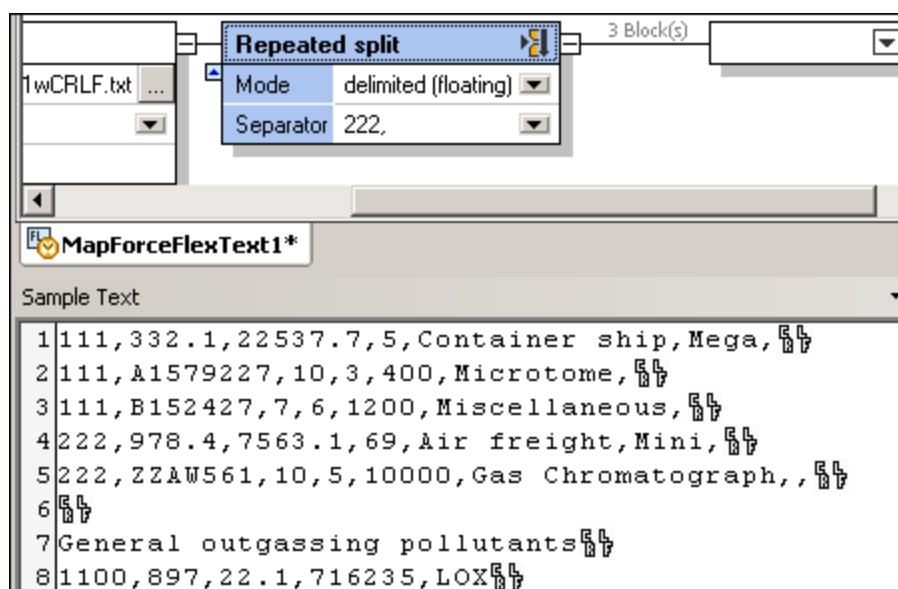 Repeated split
3 Block(s)
1wCRLF.txt ...
Mode delimited (floating)
Separator 222,
MapForceFlexText1*
Sample Text
1 111,332.1,22537.7,5,Container ship,Mega,␍␊
2 111,A1579227,10,3,400,Microtome,␍␊
3 111,B152427,7,6,1200,Miscellaneous,␍␊
4 222,978.4,7563.1,69,Air freight,Mini,␍␊
5 222,ZZAW561,10,5,10000,Gas Chromatograph,,␍␊
6 ␍␊
7 General outgassing pollutants␍␊
8 1100,897,22.1,716235,LOX␍␊